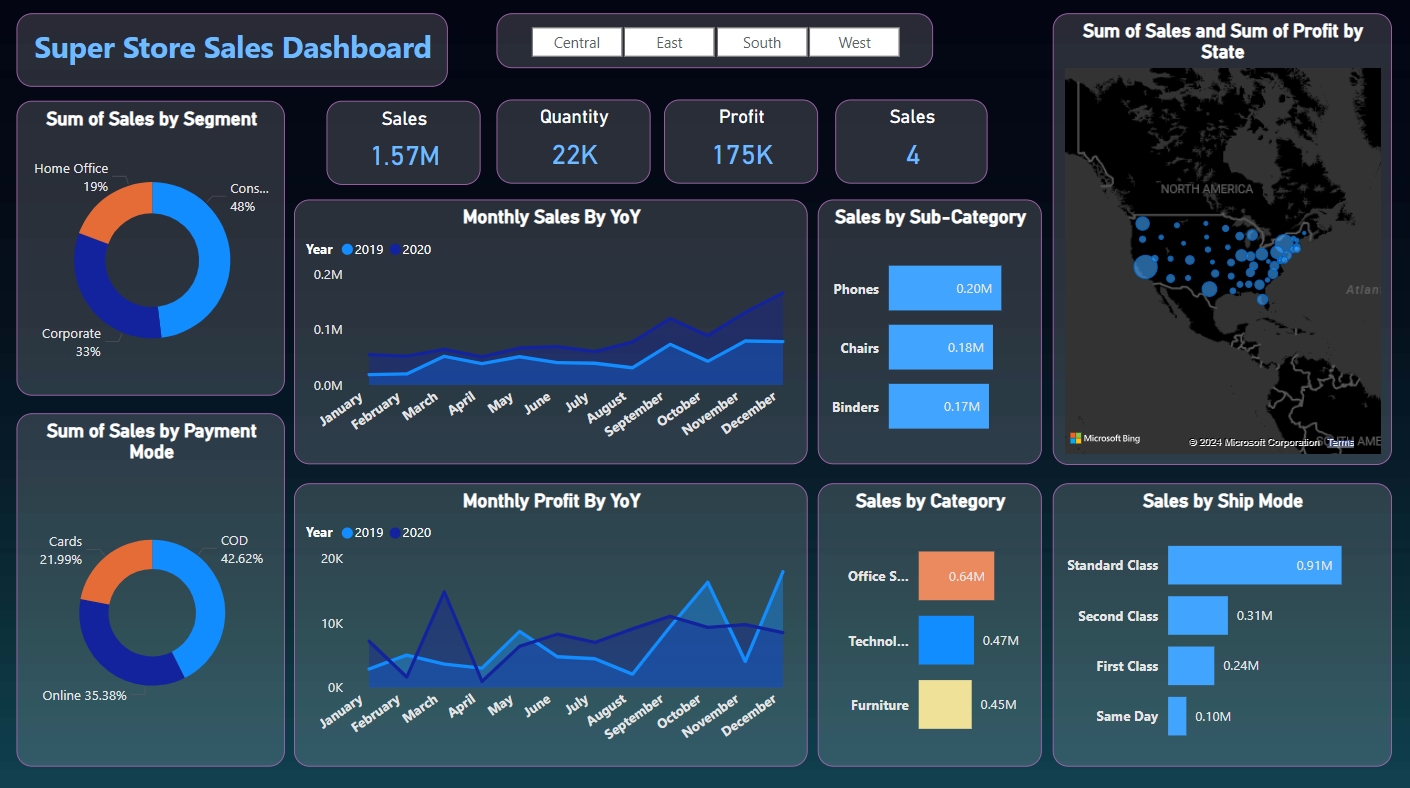 Super Store Sales Dashboard
Central
East
South
West
Sum of Sales and Sum of Profit by
State
NORTH AMERICA
Atlan
Microsoft Bing
© 2024 Microsoft Corporation
Terms
Sum of Sales by Segment
Home Office
19%
Cons...
48%
Corporate
33%
Sales
1.57M
Quantity
22K
Profit
175K
Sales
4
Monthly Sales By YoY
Year 2019 2020
0.2M
0.1M
0.0M
January
February
March
April
May
June
July
August
September
October
November
December
Sales by Sub-Category
Phones 0.20M
Chairs 0.18M
Binders 0.17M
Sum of Sales by Payment
Mode
Cards
21.99%
COD
42.62%
Online 35.38%
Monthly Profit By YoY
Year 2019 2020
20K
10K
0K
January
February
March
April
May
June
July
August
September
October
November
December
Sales by Category
Office S... 0.64M
Technol... 0.47M
Furniture 0.45M
Sales by Ship Mode
Standard Class 0.91M
Second Class 0.31M
First Class 0.24M
Same Day 0.10M